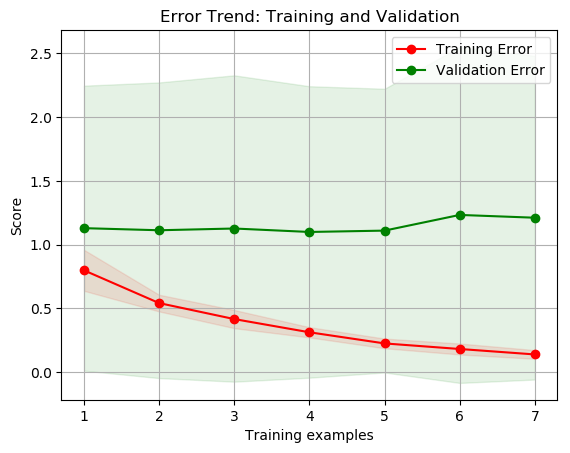 Error Trend: Training and Validation
Training Error
Validation Error
2.5
2.0
1.5
1.0
0.5
0.0
Score
1 2 3 4 5 6 7
Training examples